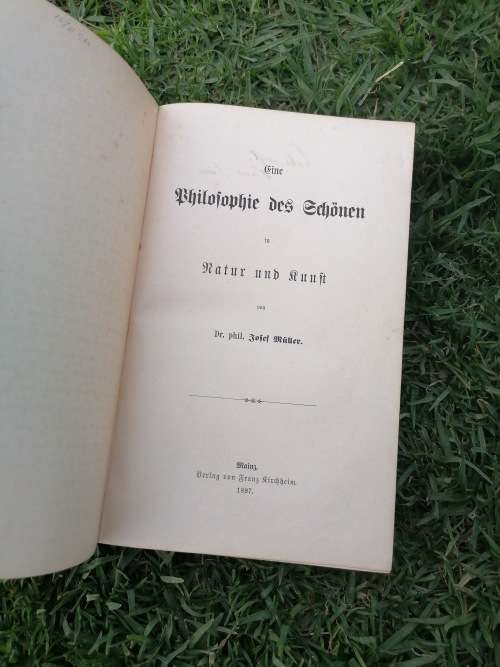 Eine
Philosophie des Schönen
in
Natur und Kunst
von
Dr. phil. Josef Müller.
Mainz.
Verlag von Franz Kirchheim.
1897.